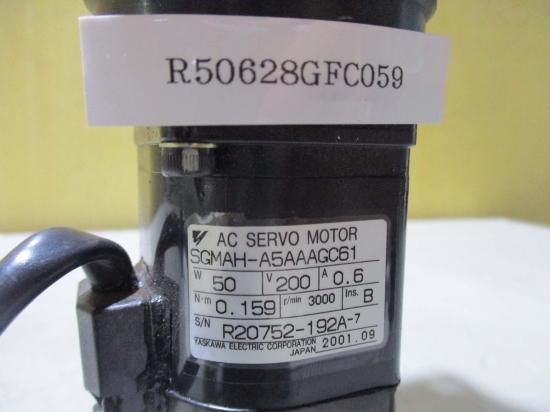 R50628GFC059
AC SERVO MOTOR
SGMAH-A5AAAGC61
W 50 V 200 A 0.6
N·m 0.159 r/min 3000 Ins. B
S/N R20752-192A-7
YASKAWA ELECTRIC CORPORATION 2001.09
JAPAN